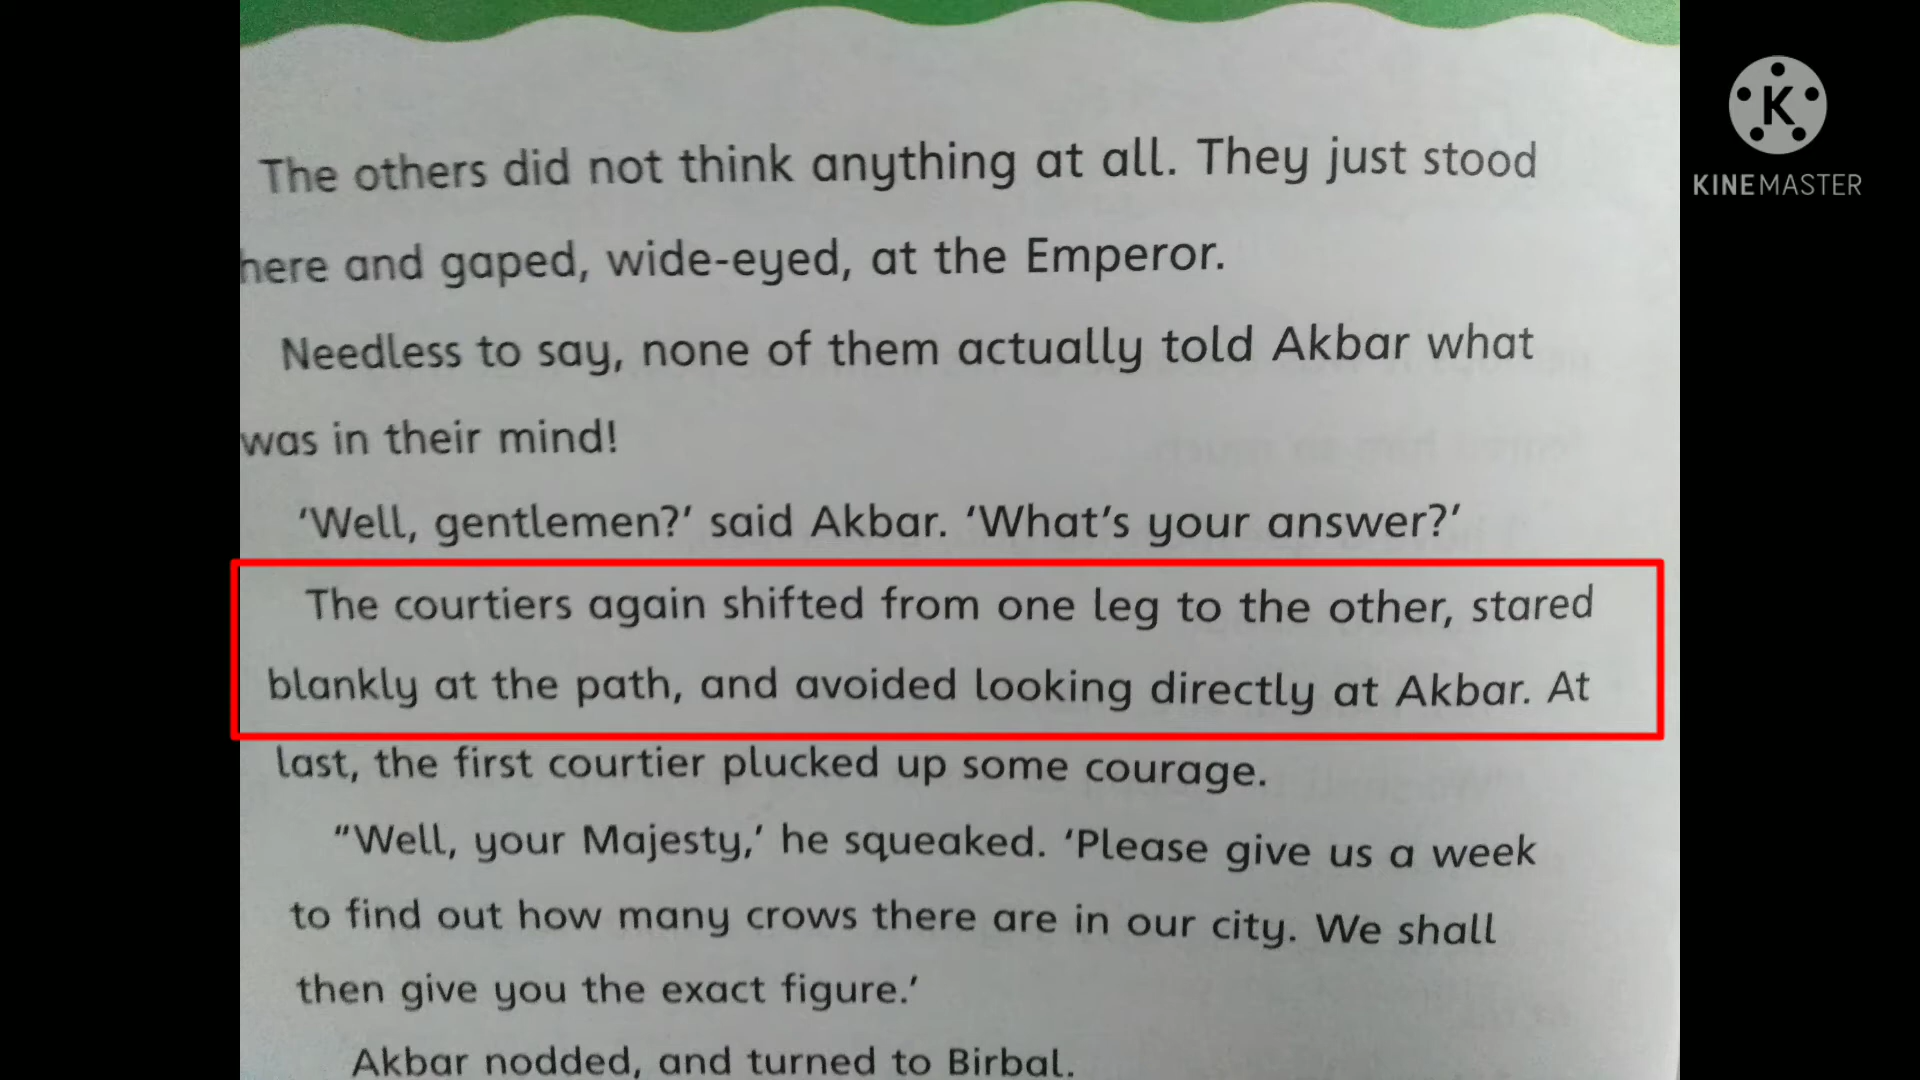 The others did not think anything at all. They just stood
here and gaped, wide-eyed, at the Emperor.
Needless to say, none of them actually told Akbar what
was in their mind!
‘Well, gentlemen?’ said Akbar. ‘What’s your answer?’
The courtiers again shifted from one leg to the other, stared
blankly at the path, and avoided looking directly at Akbar. At
last, the first courtier plucked up some courage.
“Well, your Majesty,’ he squeaked. ‘Please give us a week
to find out how many crows there are in our city. We shall
then give you the exact figure.’
Akbar nodded, and turned to Birbal.
K
KINEMASTER